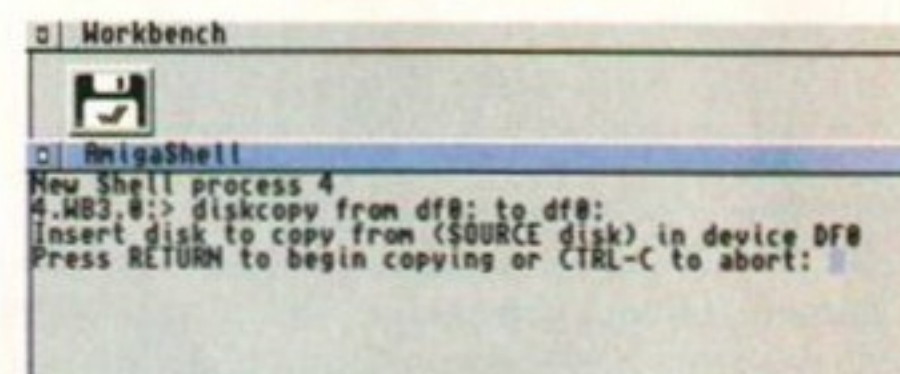 Workbench
AmigaShell
New Shell process 4
4.WB3.0:> diskcopy from df0: to df0:
Insert disk to copy from (SOURCE disk) in device DF0
Press RETURN to begin copying or CTRL-C to abort: